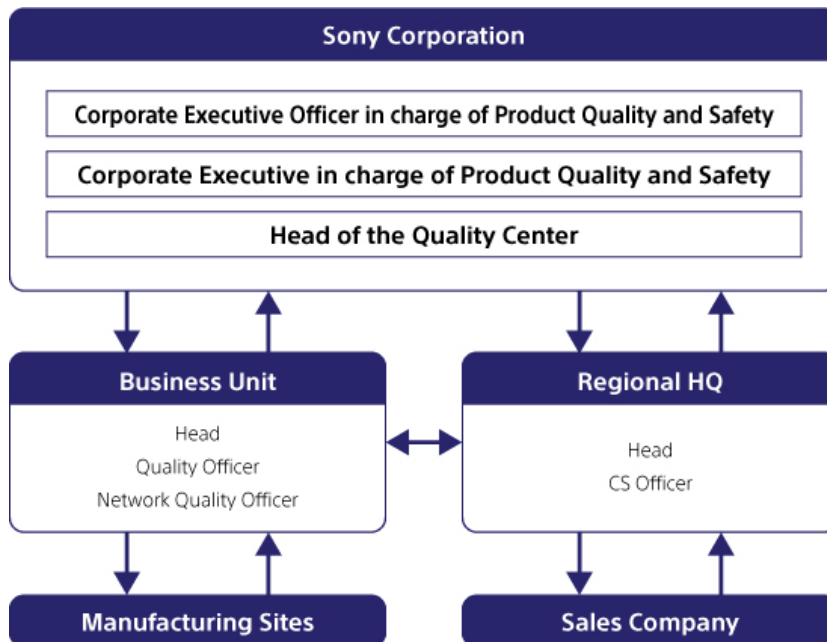 Sony Corporation
Corporate Executive Officer in charge of Product Quality and Safety
Corporate Executive in charge of Product Quality and Safety
Head of the Quality Center
Business Unit
Head
Quality Officer
Network Quality Officer
Regional HQ
Head
CS Officer
Manufacturing Sites
Sales Company